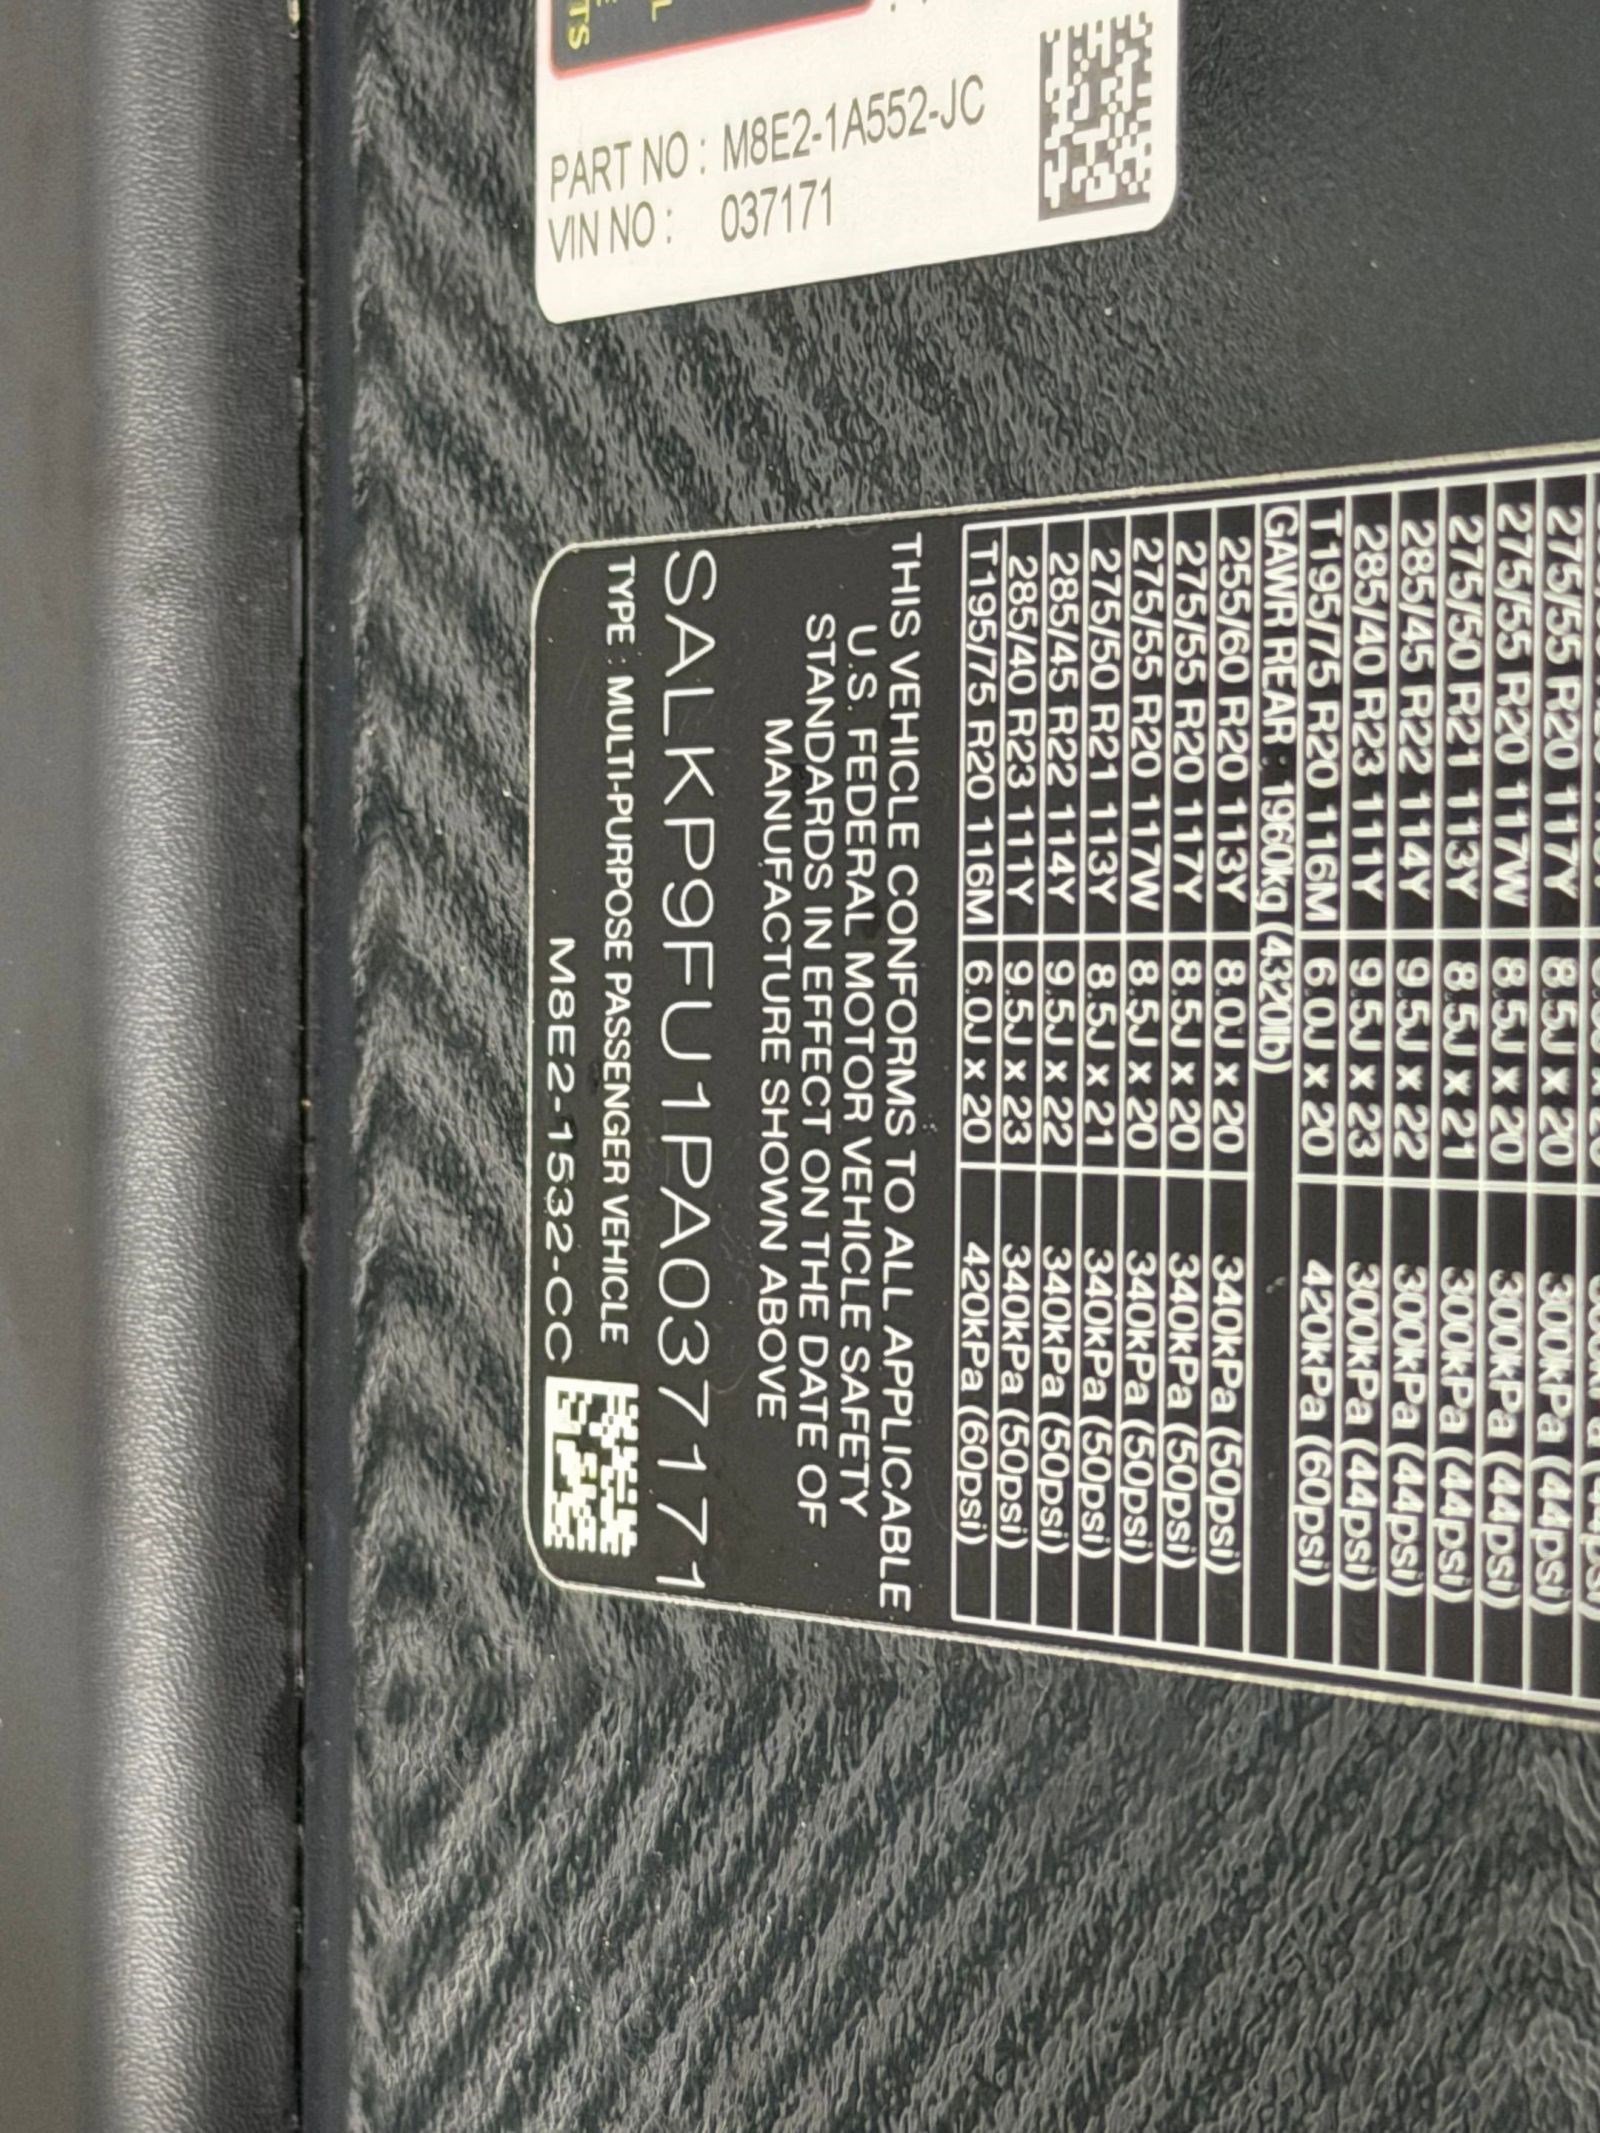 TS
PART NO : M8E2-1A552-JC
VIN NO : 037171
275/55 R20 117Y 8.5J x 20 300kPa (44psi)
275/55 R20 117W 8.5J x 20 300kPa (44psi)
275/50 R21 113Y 8.5J x 21 300kPa (44psi)
285/45 R22 114Y 9.5J x 22 300kPa (44psi)
285/40 R23 111Y 9.5J x 23 300kPa (44psi)
T195/75 R20 116M 6.0J x 20 420kPa (60psi)
GAWR REAR : 1960kg (4320lb)
255/60 R20 113Y 8.0J x 20 340kPa (50psi)
275/55 R20 117Y 8.5J x 20 340kPa (50psi)
275/55 R20 117W 8.5J x 20 340kPa (50psi)
275/50 R21 113Y 8.5J x 21 340kPa (50psi)
285/45 R22 114Y 9.5J x 22 340kPa (50psi)
285/40 R23 111Y 9.5J x 23 340kPa (50psi)
T195/75 R20 116M 6.0J x 20 420kPa (60psi)
THIS VEHICLE CONFORMS TO ALL APPLICABLE
U.S. FEDERAL MOTOR VEHICLE SAFETY
STANDARDS IN EFFECT ON THE DATE OF
MANUFACTURE SHOWN ABOVE
SALKP9FU1PA037171
TYPE : MULTI-PURPOSE PASSENGER VEHICLE
M8E2-1532-CC